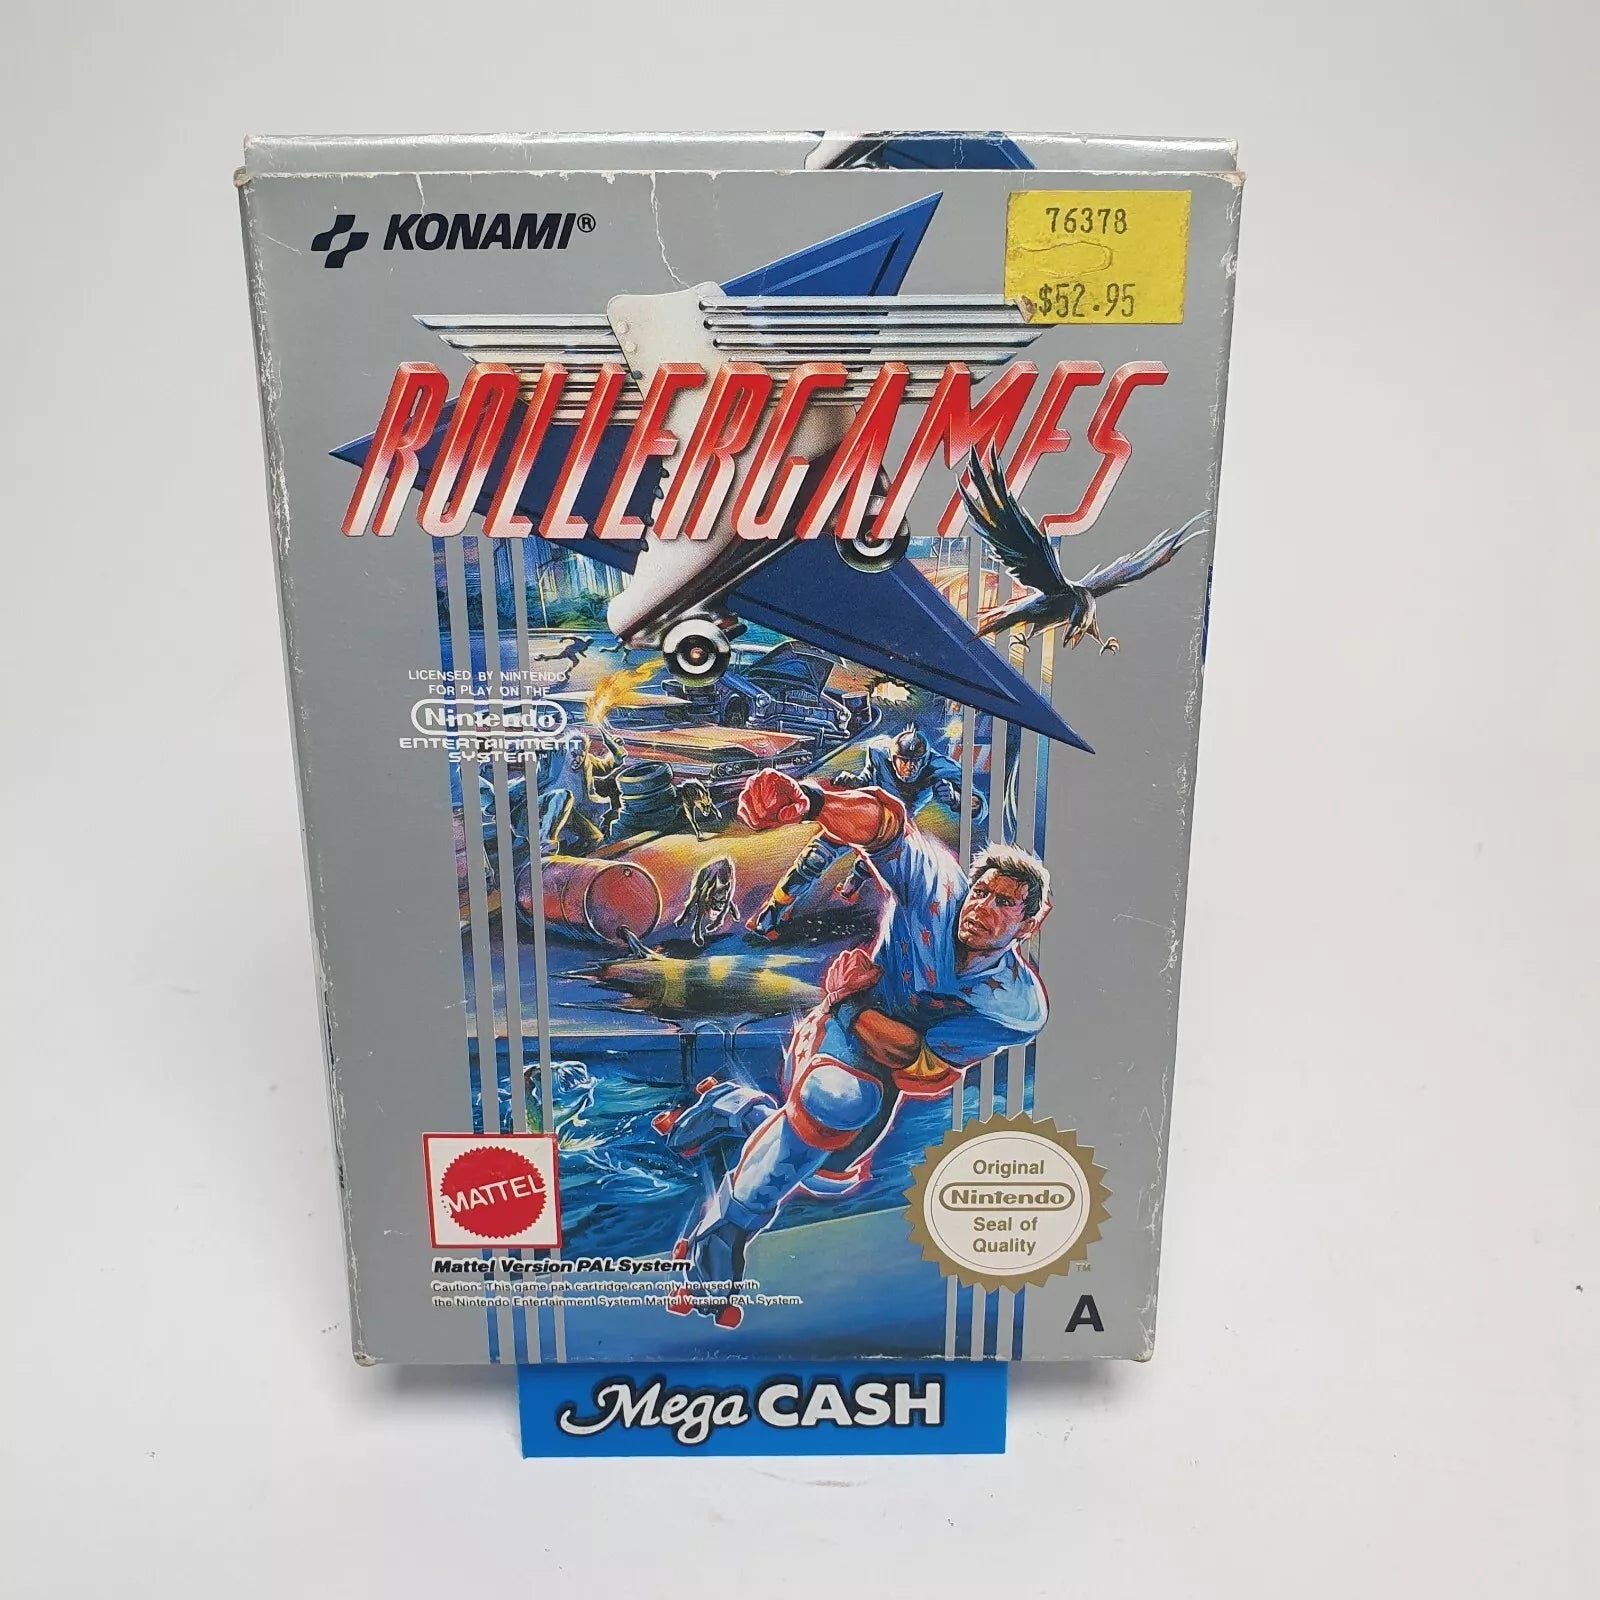 KONAMI®
76378
$52.95
ROLLERGAMES
LICENSED BY NINTENDO®
FOR PLAY ON THE
Nintendo
ENTERTAINMENT
SYSTEM™
MATTEL
Original
Nintendo
Seal of
Quality
TM
Mattel Version PAL System
Caution: This game pak cartridge can only be used with
the Nintendo Entertainment System Mattel Version PAL System.
A
Mega CASH